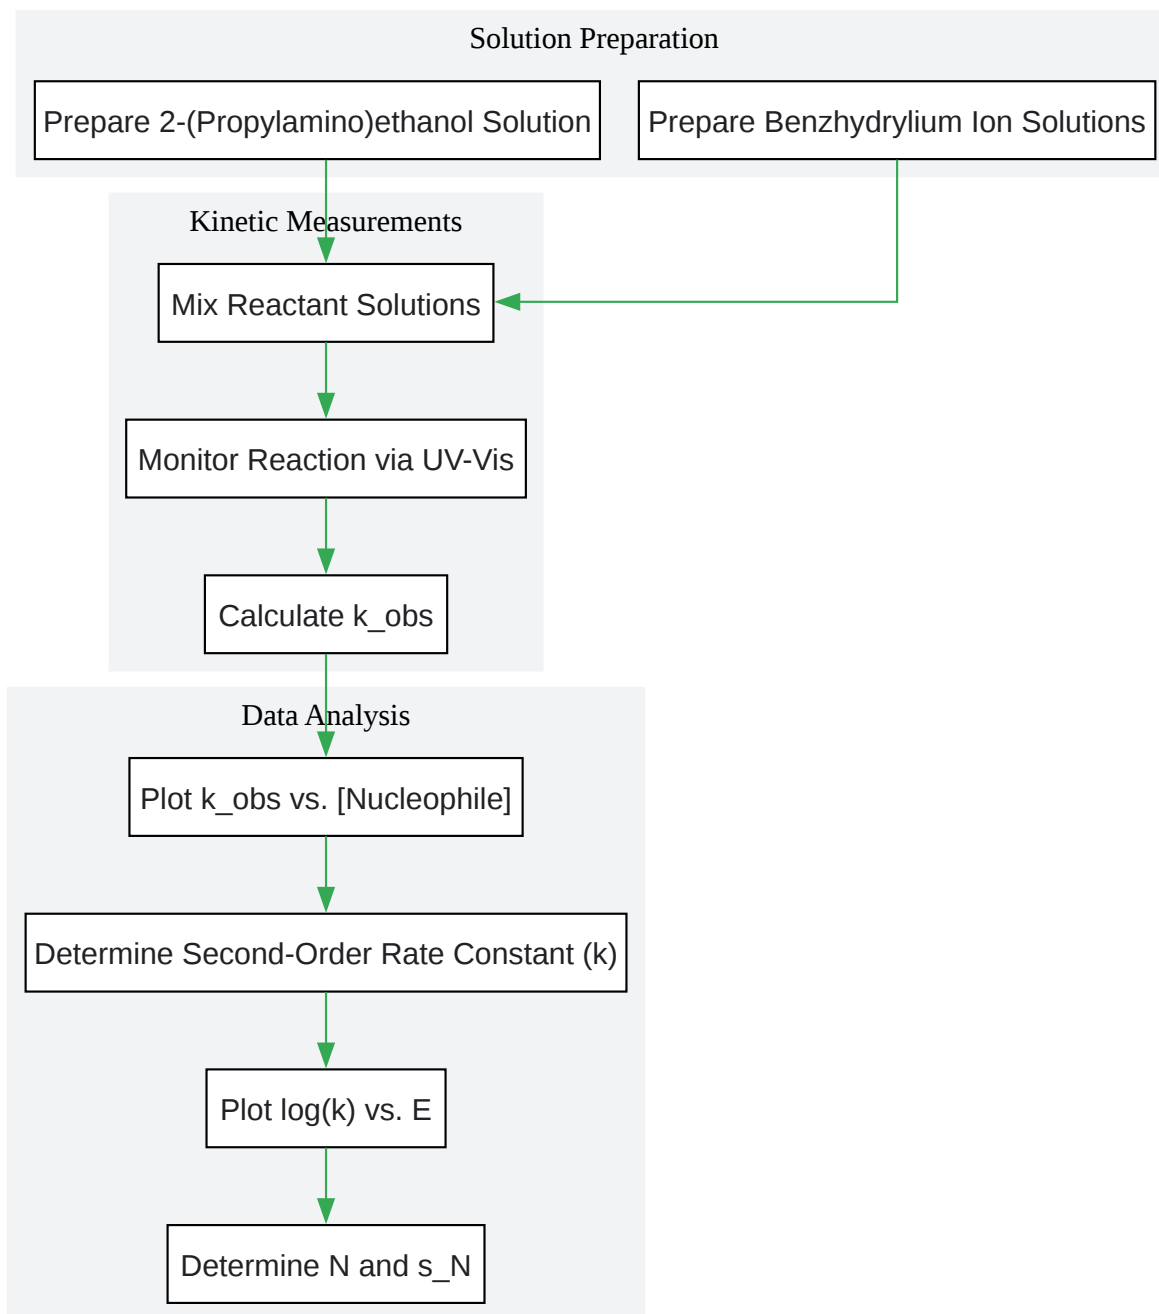 Solution Preparation
Prepare 2-(Propylamino)ethanol Solution
Prepare Benzhydrylium Ion Solutions
Kinetic Measurements
Mix Reactant Solutions
Monitor Reaction via UV-Vis
Calculate k_obs
Data Analysis
Plot k_obs vs. [Nucleophile]
Determine Second-Order Rate Constant (k)
Plot log(k) vs. E
Determine N and s_N